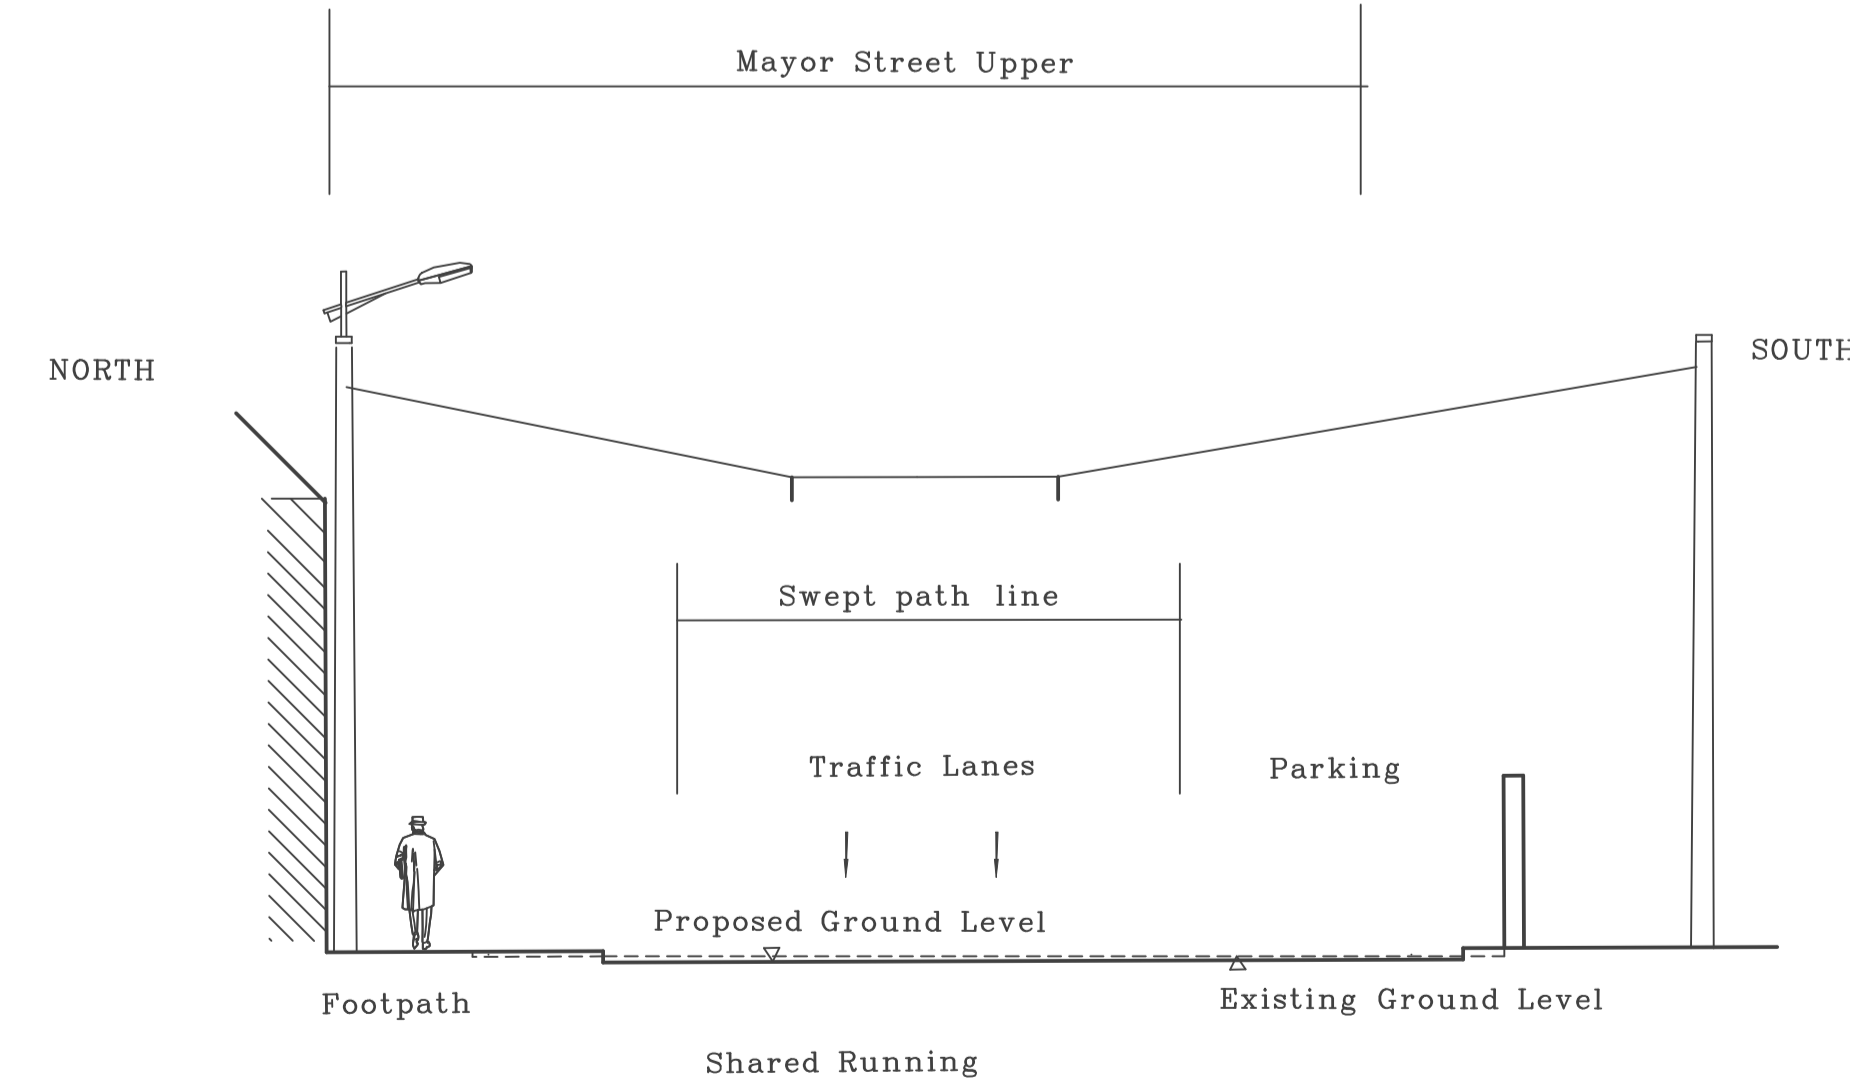 Mayor Street Upper
NORTH
SOUTH
Swept path line
Traffic Lanes
Parking
Proposed Ground Level
Footpath
Existing Ground Level
Shared Running